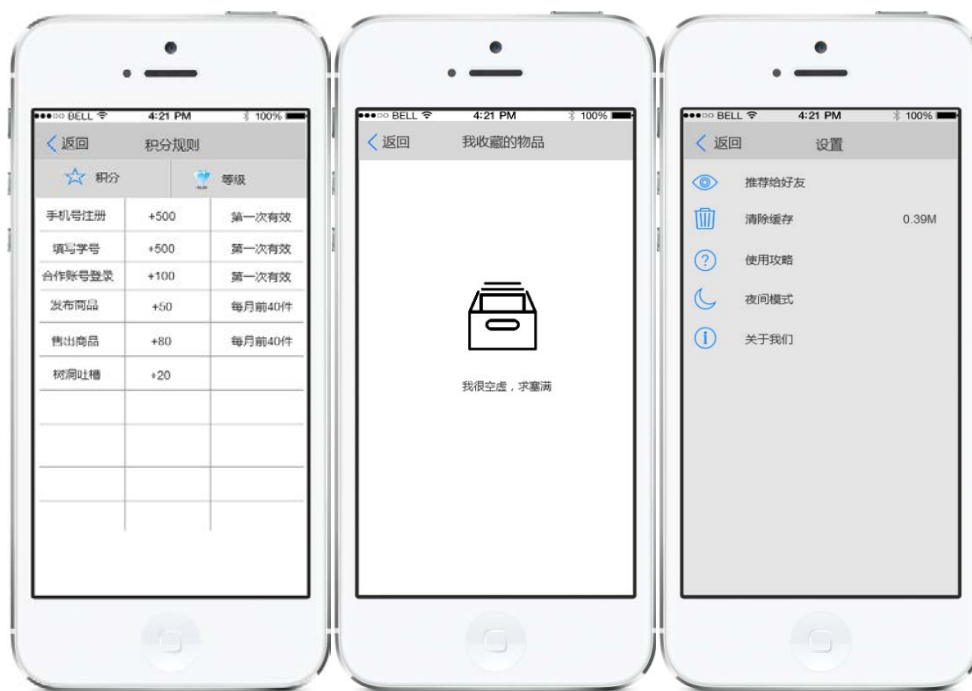 BELL 4:21 PM 100%
返回 积分规则
积分 等级
手机号注册 +500 第一次有效
填写学号 +500 第一次有效
合作账号登录 +100 第一次有效
发布商品 +50 每月前40件
售出商品 +80 每月前40件
树洞吐槽 +20
BELL 4:21 PM 100%
返回 我收藏的物品
我很空虚，求塞满
BELL 4:21 PM 100%
返回 设置
推荐给好友
清除缓存 0.39M
?
使用攻略
夜间模式
i
关于我们